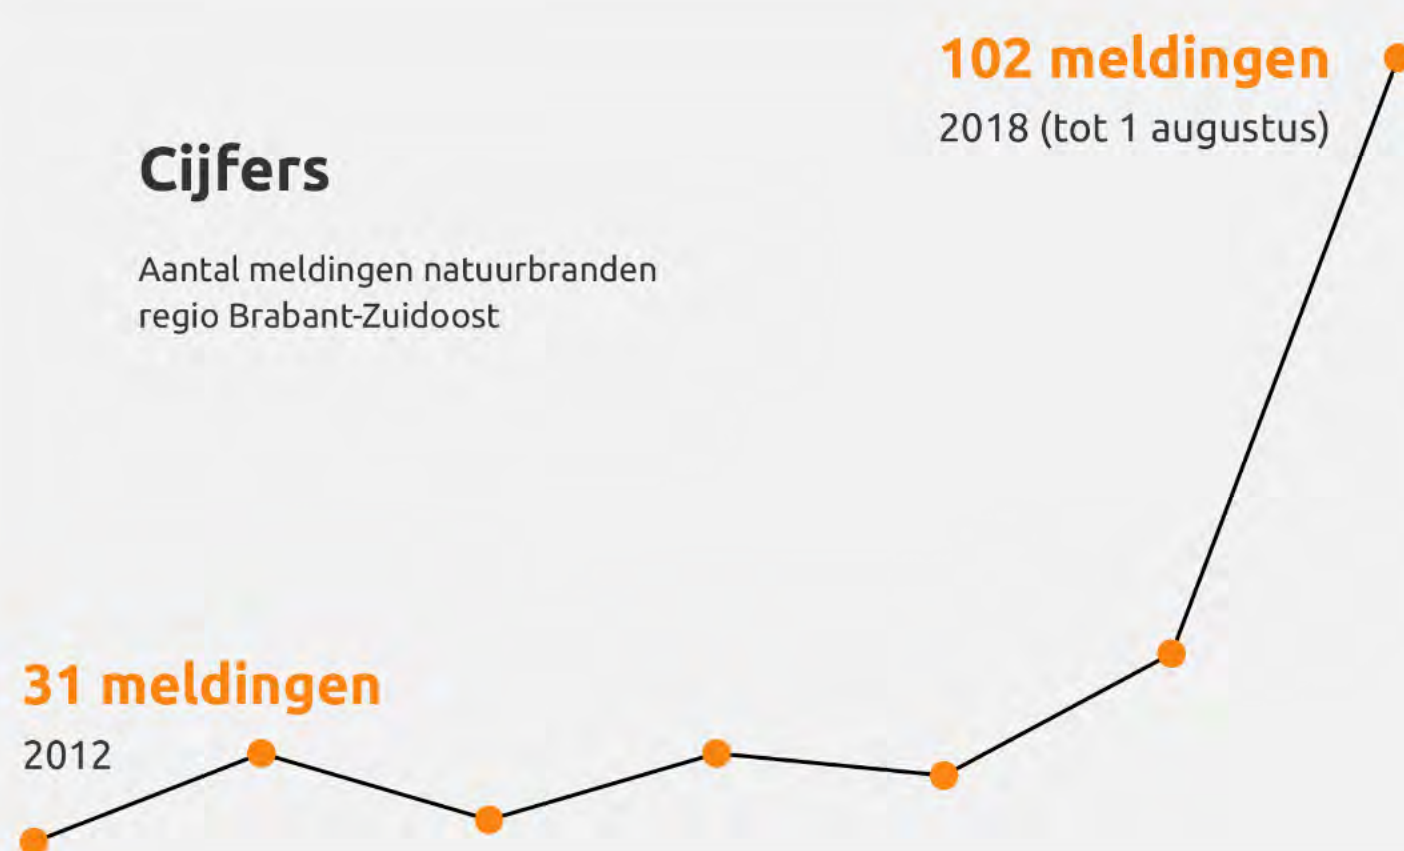 102 meldingen
2018 (tot 1 augustus)
Cijfers
Aantal meldingen natuurbranden
regio Brabant-Zuidoost
31 meldingen
2012